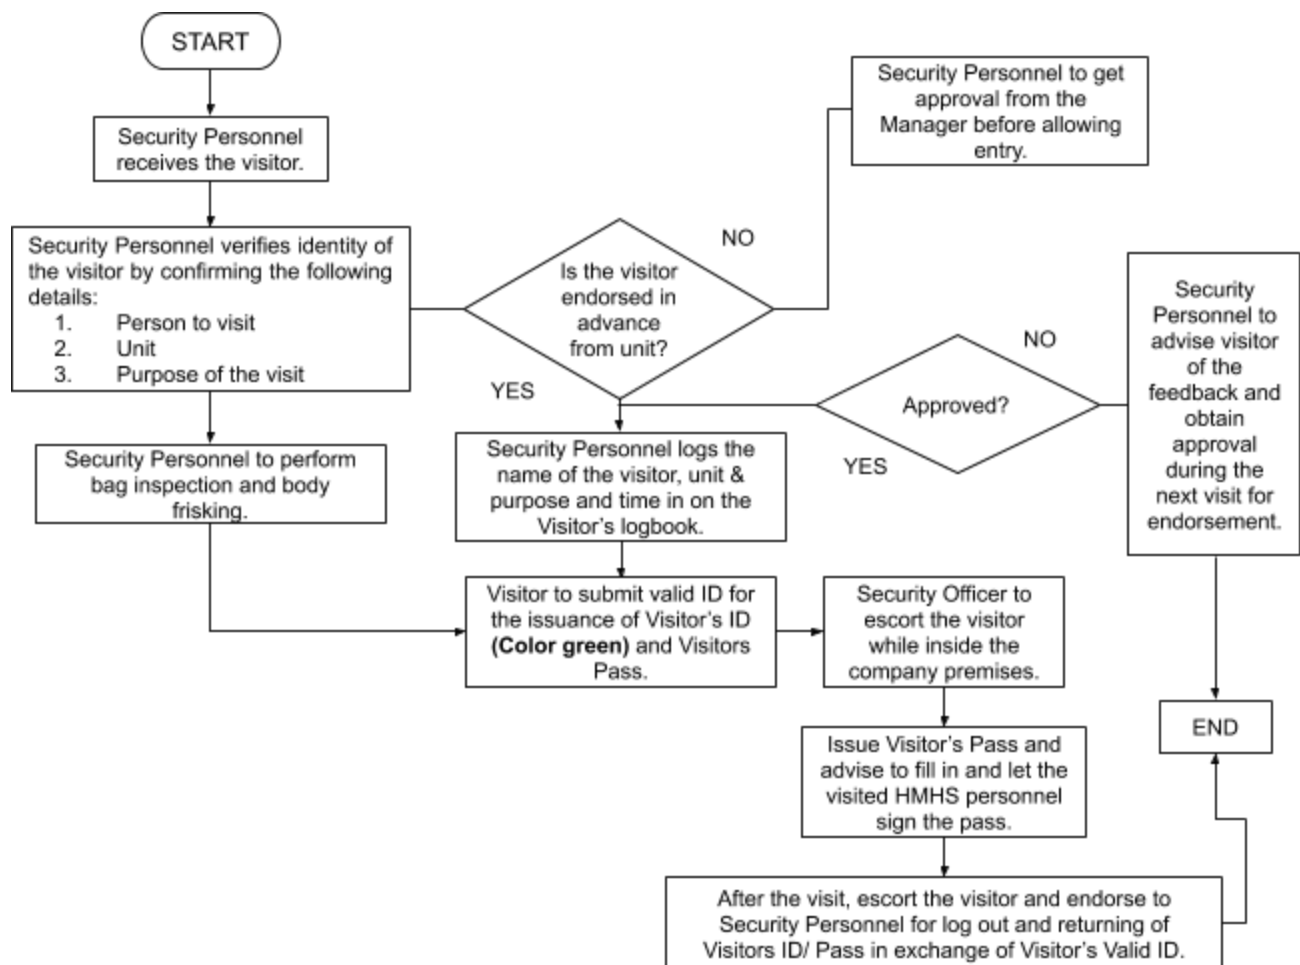 START
Security Personnel
receives the visitor.
Security Personnel verifies identity of
the visitor by confirming the following
details:
1. Person to visit
2. Unit
3. Purpose of the visit
Security Personnel to perform
bag inspection and body
frisking.
Is the visitor
endorsed in
advance
from unit?
NO
YES
Security Personnel to get
approval from the
Manager before allowing
entry.
Approved?
NO
YES
Security
Personnel to
advise visitor
of the
feedback and
obtain
approval
during the
next visit for
endorsement.
Security Personnel logs the
name of the visitor, unit &
purpose and time in on the
Visitor's logbook.
Visitor to submit valid ID for
the issuance of Visitor's ID
(Color green) and Visitors
Pass.
Security Officer to
escort the visitor
while inside the
company premises.
Issue Visitor's Pass and
advise to fill in and let the
visited HMHS personnel
sign the pass.
After the visit, escort the visitor and endorse to
Security Personnel for log out and returning of
Visitors ID/ Pass in exchange of Visitor's Valid ID.
END